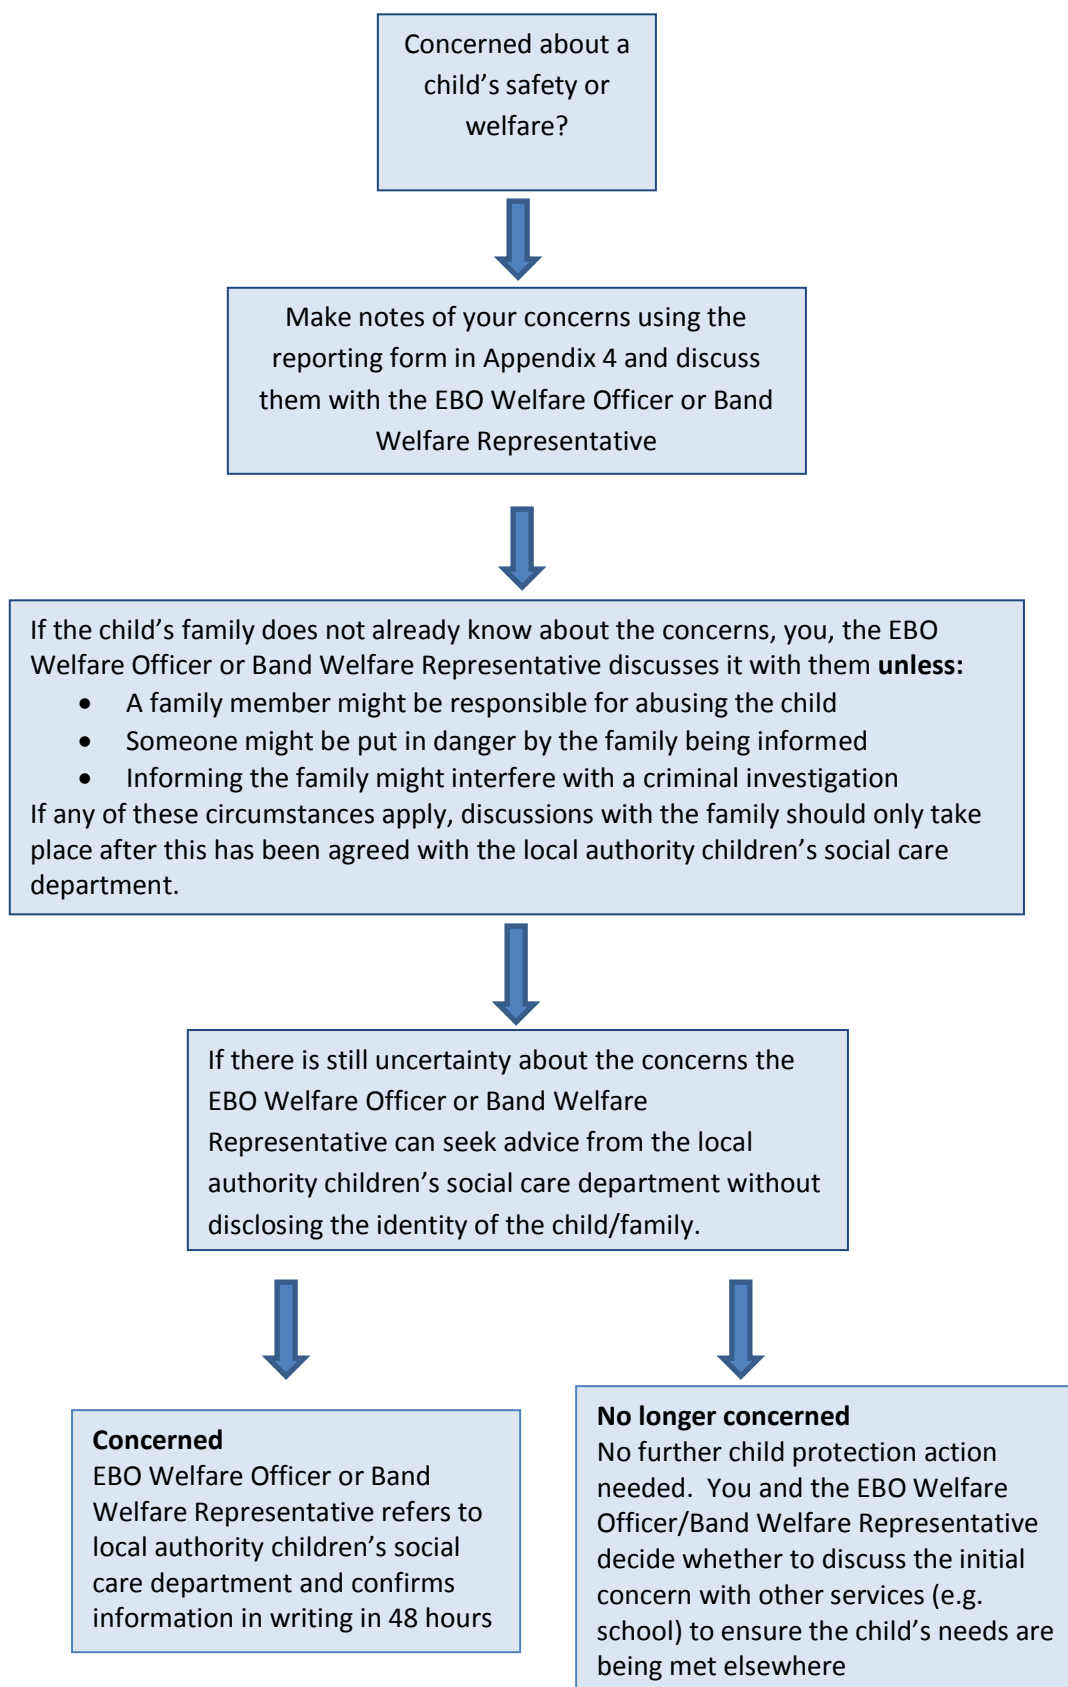 Concerned about a
child’s safety or
welfare?
Make notes of your concerns using the
reporting form in Appendix 4 and discuss
them with the EBO Welfare Officer or Band
Welfare Representative
If the child’s family does not already know about the concerns, you, the EBO
Welfare Officer or Band Welfare Representative discusses it with them unless:
• A family member might be responsible for abusing the child
• Someone might be put in danger by the family being informed
• Informing the family might interfere with a criminal investigation
If any of these circumstances apply, discussions with the family should only take
place after this has been agreed with the local authority children’s social care
department.
If there is still uncertainty about the concerns the
EBO Welfare Officer or Band Welfare
Representative can seek advice from the local
authority children’s social care department without
disclosing the identity of the child/family.
Concerned
EBO Welfare Officer or Band
Welfare Representative refers to
local authority children’s social
care department and confirms
information in writing in 48 hours
No longer concerned
No further child protection action
needed.  You and the EBO Welfare
Officer/Band Welfare Representative
decide whether to discuss the initial
concern with other services (e.g.
school) to ensure the child’s needs are
being met elsewhere